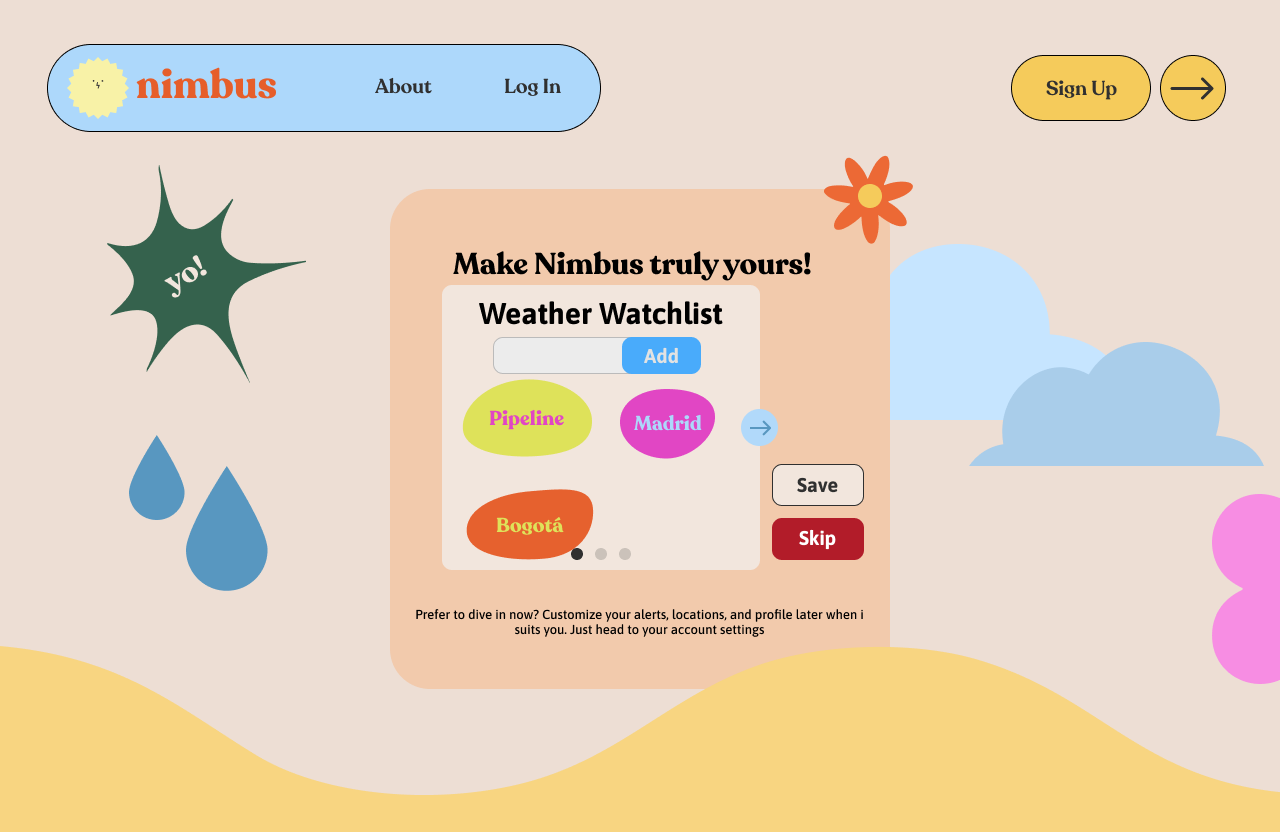 nimbus
About
Log In
Sign Up
yo!
Make Nimbus truly yours!
Weather Watchlist
Add
Pipeline
Madrid
Save
Bogotá
Skip
Prefer to dive in now? Customize your alerts, locations, and profile later when i
suits you. Just head to your account settings